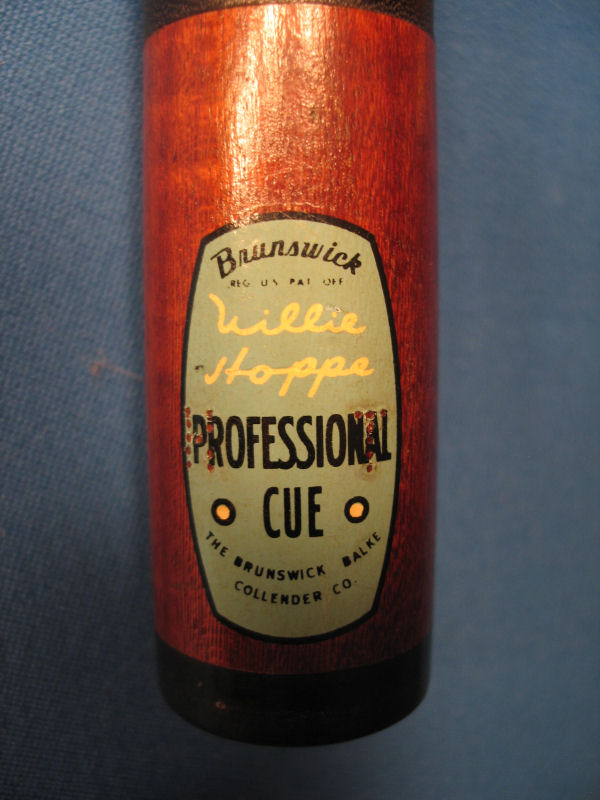 Brunswick
REG US PAT OFF
Willie
Hoppe
PROFESSIONAL
CUE
THE BRUNSWICK BALKE
COLLENDER CO.